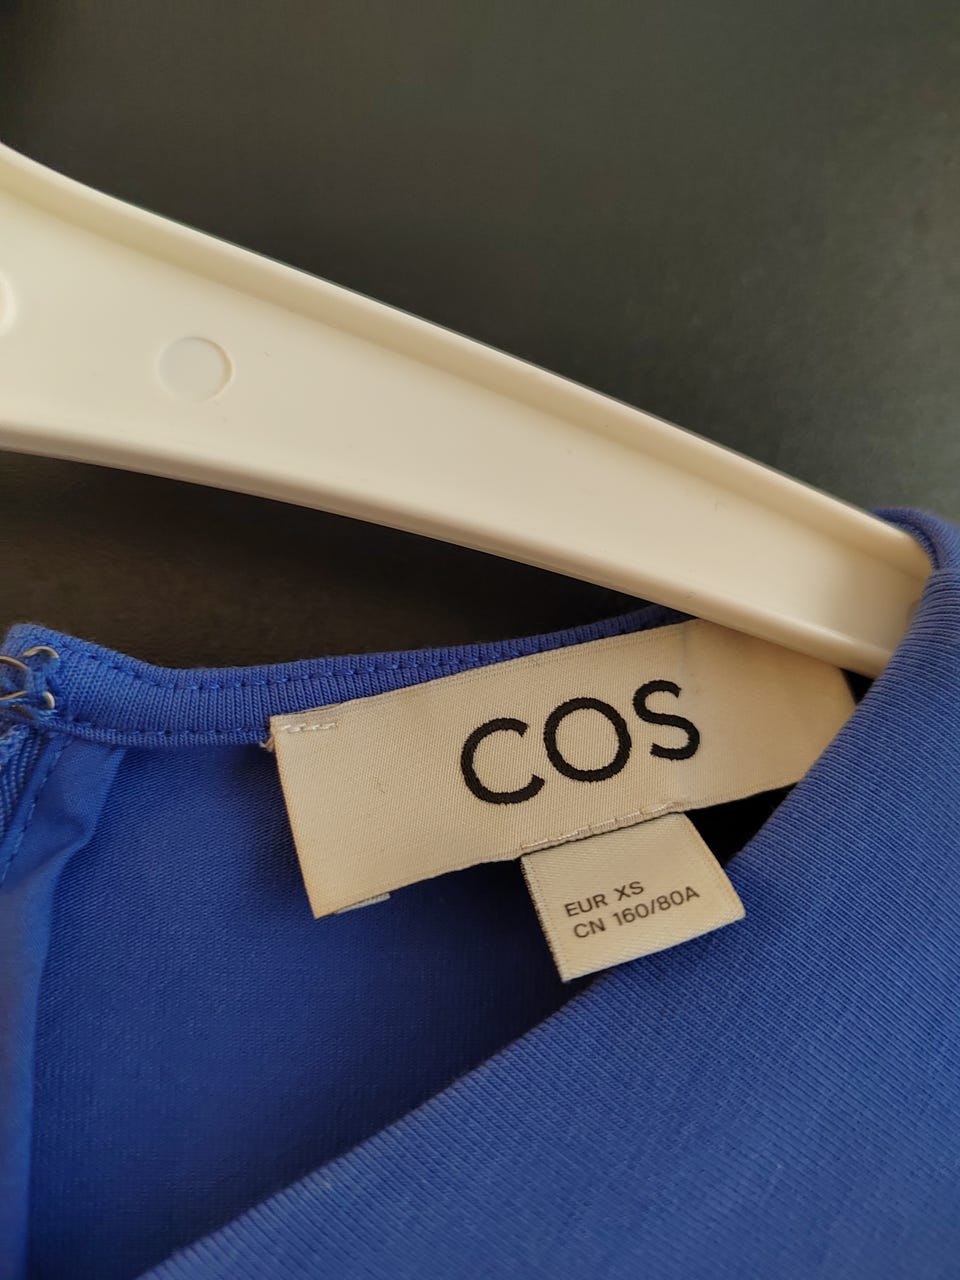 COS
EUR XS
CN 160/80A